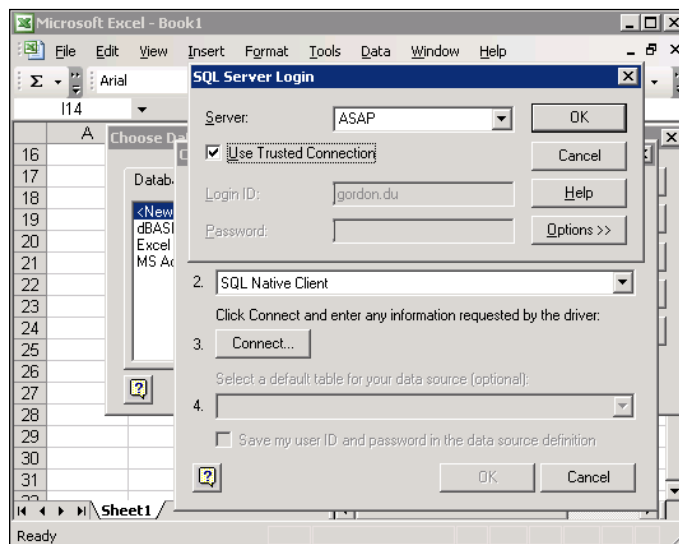 Microsoft Excel - Book1
File Edit View Insert Format Tools Data Window Help
Σ Arial
I14
SQL Server Login
Server: ASAP
OK
Use Trusted Connection
Cancel
Login ID: gordon.du
Help
Password:
Options >>
A
Choose Da
Datab
<New
dBASI
Excel
MS Ac
16
17
18
19
20
21
22
23
24
25
26
27
28
29
30
31
2. SQL Native Client
Click Connect and enter any information requested by the driver:
3. Connect...
Select a default table for your data source (optional):
4.
Save my user ID and password in the data source definition
OK Cancel
Sheet1
Ready